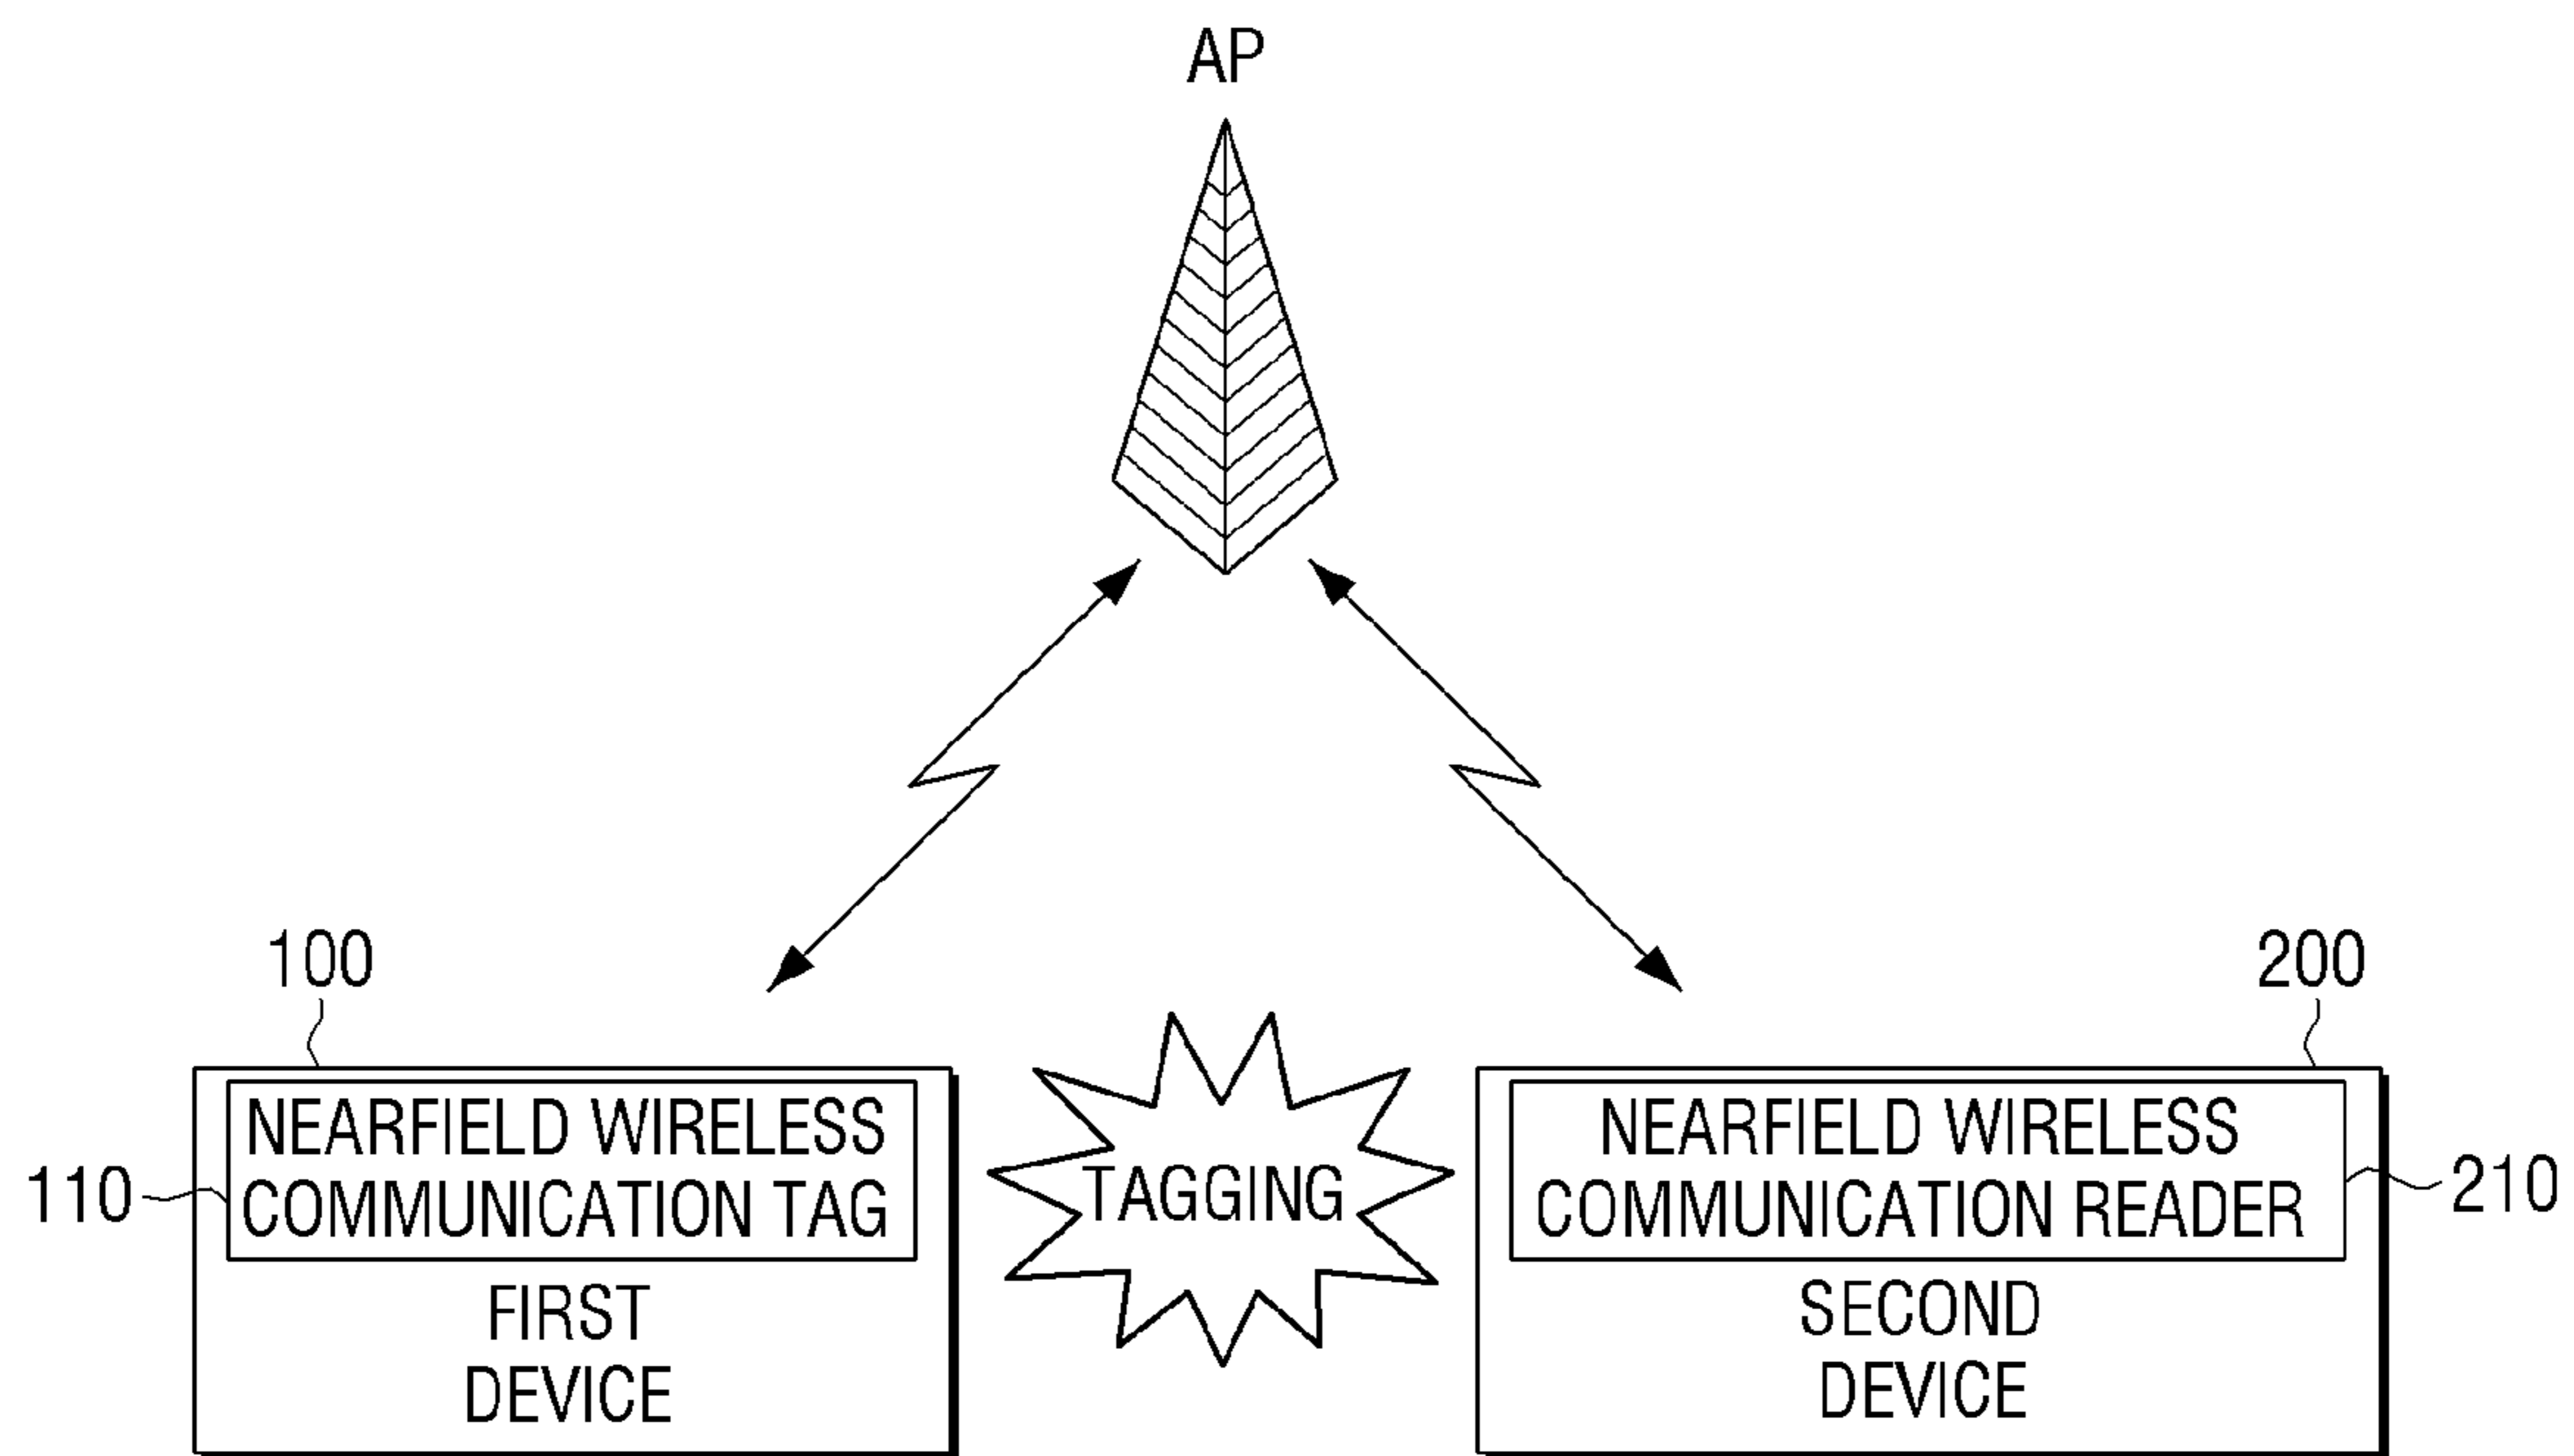 AP
100
200
NEARFIELD WIRELESS
COMMUNICATION TAG
110
FIRST
DEVICE
TAGGING
NEARFIELD WIRELESS
COMMUNICATION READER
210
SECOND
DEVICE